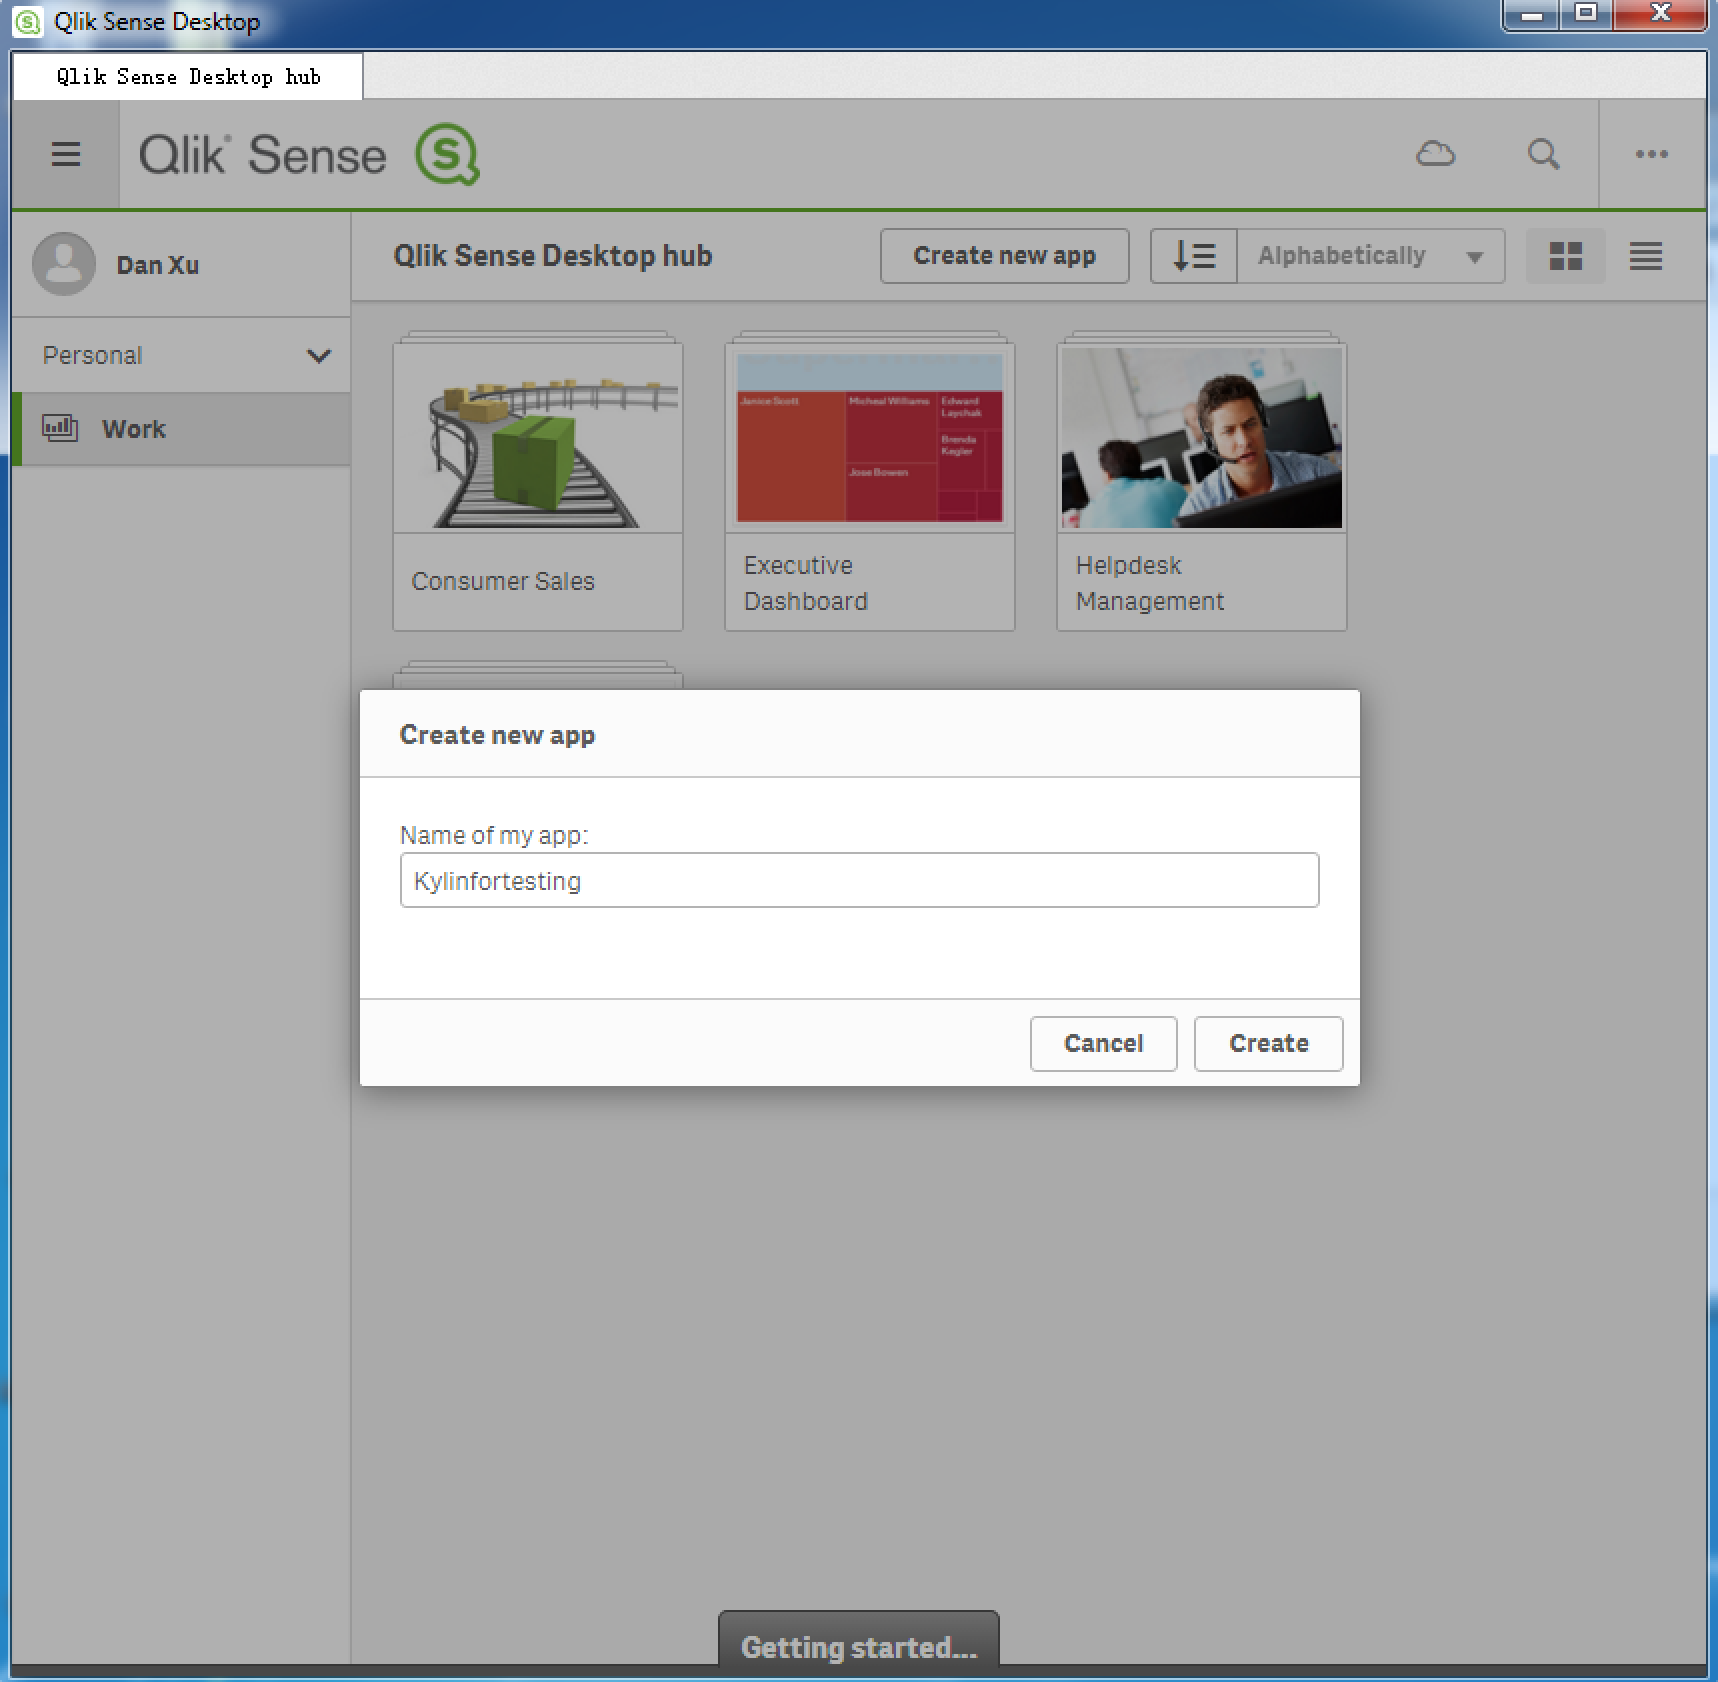 Qlik Sense Desktop
Qlik Sense Desktop hub
Qlik Sense
Dan Xu
Qlik Sense Desktop hub
Create new app
Alphabetically
Personal
Work
Janice Scott
Micheal Williams
Edward
Laychak
Brenda
Kegler
Jose Bowen
Consumer Sales
Executive
Dashboard
Helpdesk
Management
Create new app
Name of my app:
Kylinfortesting
Cancel
Create
Getting started...